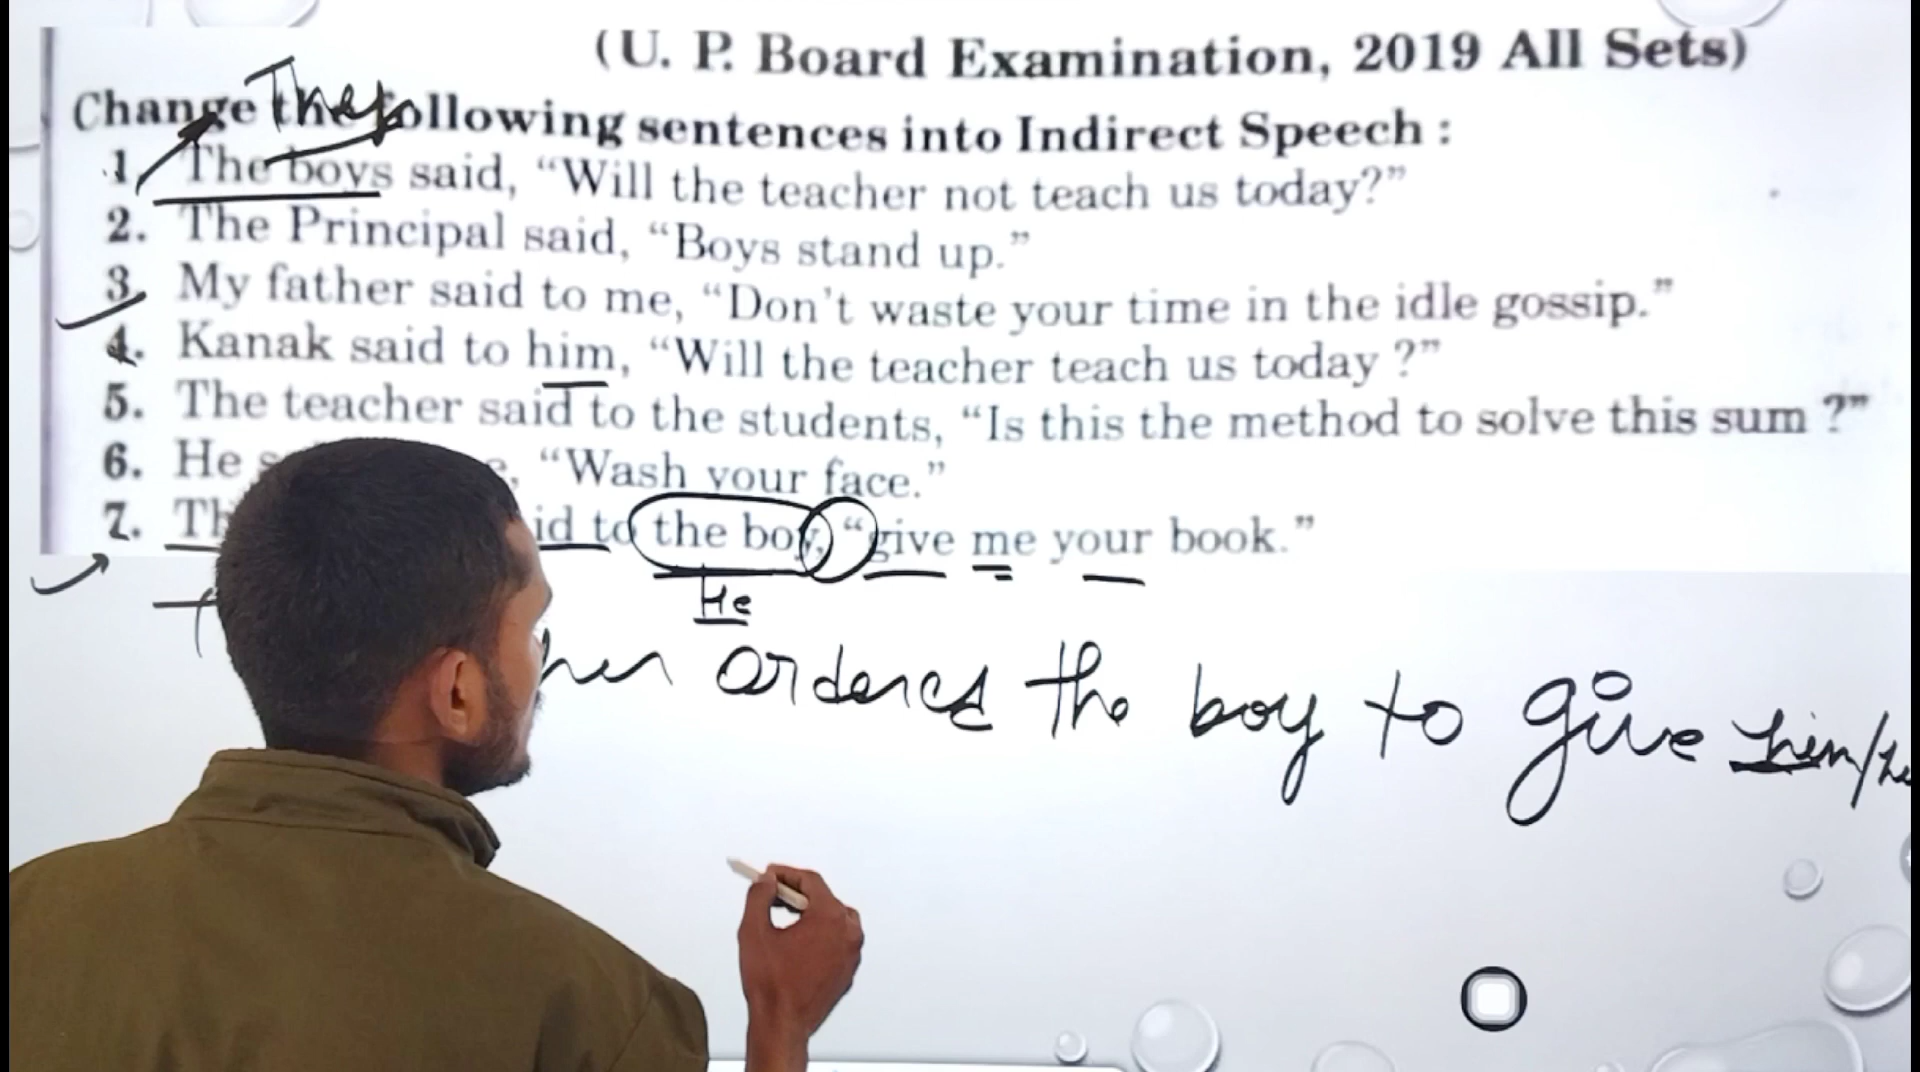 (U. P. Board Examination, 2019 All Sets)
They
Change the following sentences into Indirect Speech :
1. The boys said, “Will the teacher not teach us today?”
2. The Principal said, “Boys stand up.”
3. My father said to me, “Don't waste your time in the idle gossip.”
4. Kanak said to him, “Will the teacher teach us today ?”
5. The teacher said to the students, “Is this the method to solve this sum ?”
6. He “Wash your face.”
7. to the boy, “give me your book.”
He
ordered the boy to give him/